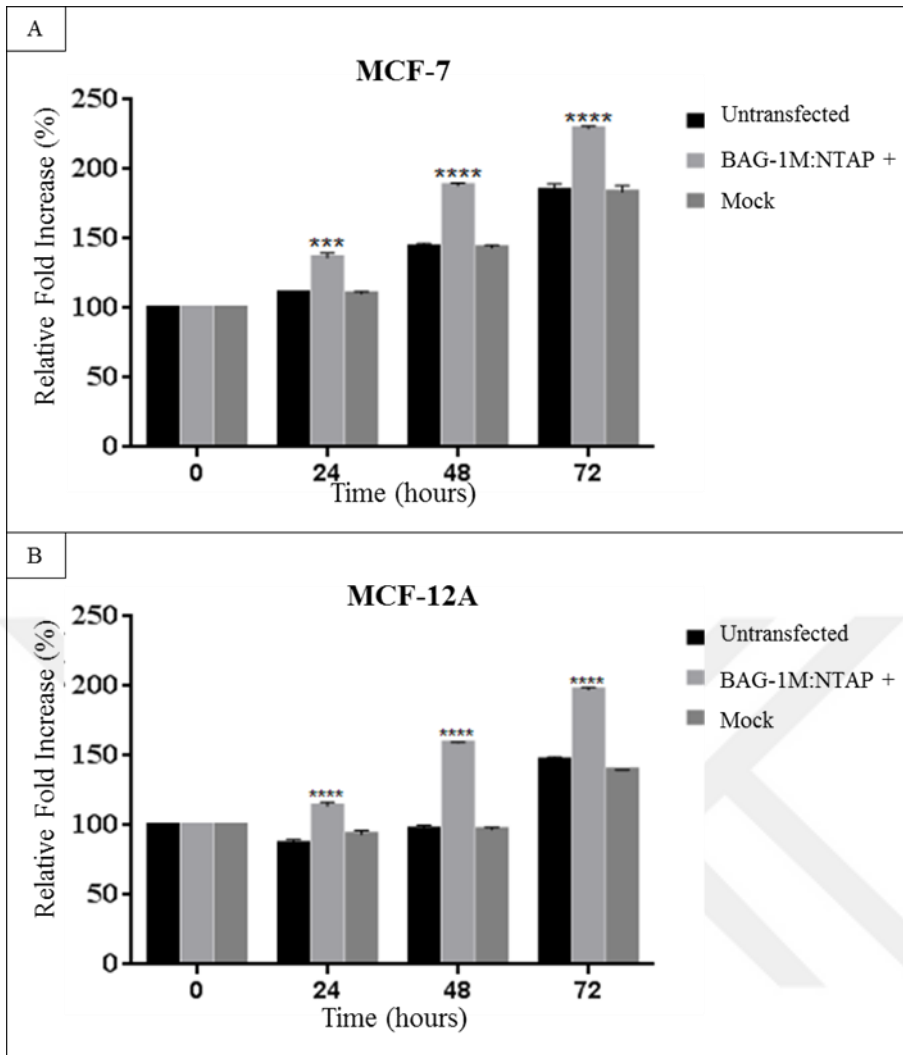 A
MCF-7
250
200
150
100
50
0
Relative Fold Increase (%)
***
****
****
0 24 48 72
Time (hours)
Untransfected
BAG-1M:NTAP +
Mock
B
MCF-12A
250
200
150
100
50
0
Relative Fold Increase (%)
****
****
****
0 24 48 72
Time (hours)
Untransfected
BAG-1M:NTAP +
Mock